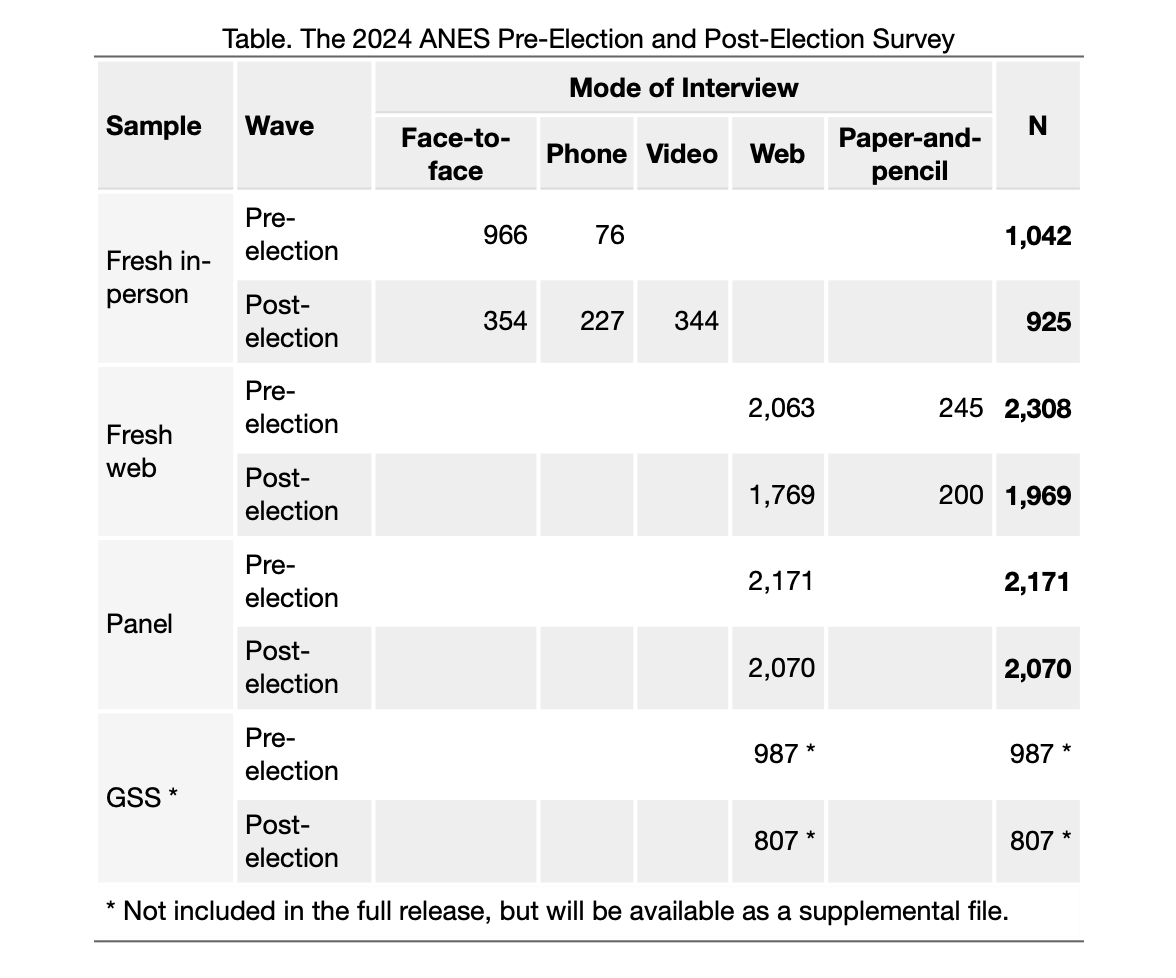 Table. The 2024 ANES Pre-Election and Post-Election Survey
Sample Wave Mode of Interview N
Face-to-
face Phone Video Web Paper-and-
pencil
Fresh in-
person
Pre-
election 966 76 1,042
Post-
election 354 227 344 925
Fresh
web
Pre-
election 2,063 245 2,308
Post-
election 1,769 200 1,969
Panel
Pre-
election 2,171 2,171
Post-
election 2,070 2,070
GSS *
Pre-
election 987 * 987 *
Post-
election 807 * 807 *
* Not included in the full release, but will be available as a supplemental file.